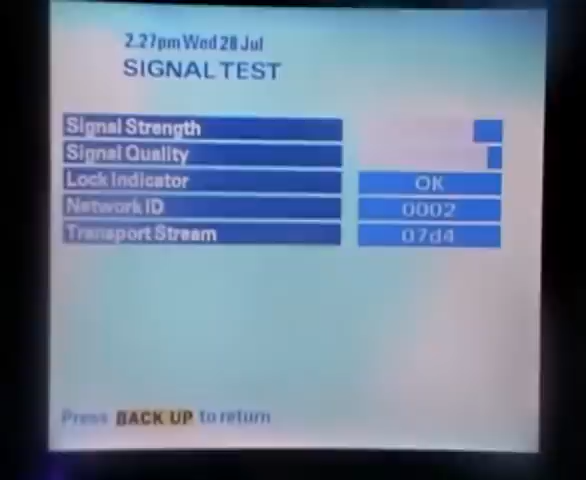 2.27pm Wed 28 Jul
SIGNAL TEST
Signal Strength
Signal Quality
Lock Indicator OK
Network ID 0002
Transport Stream 07d4
Press BACK UP to return